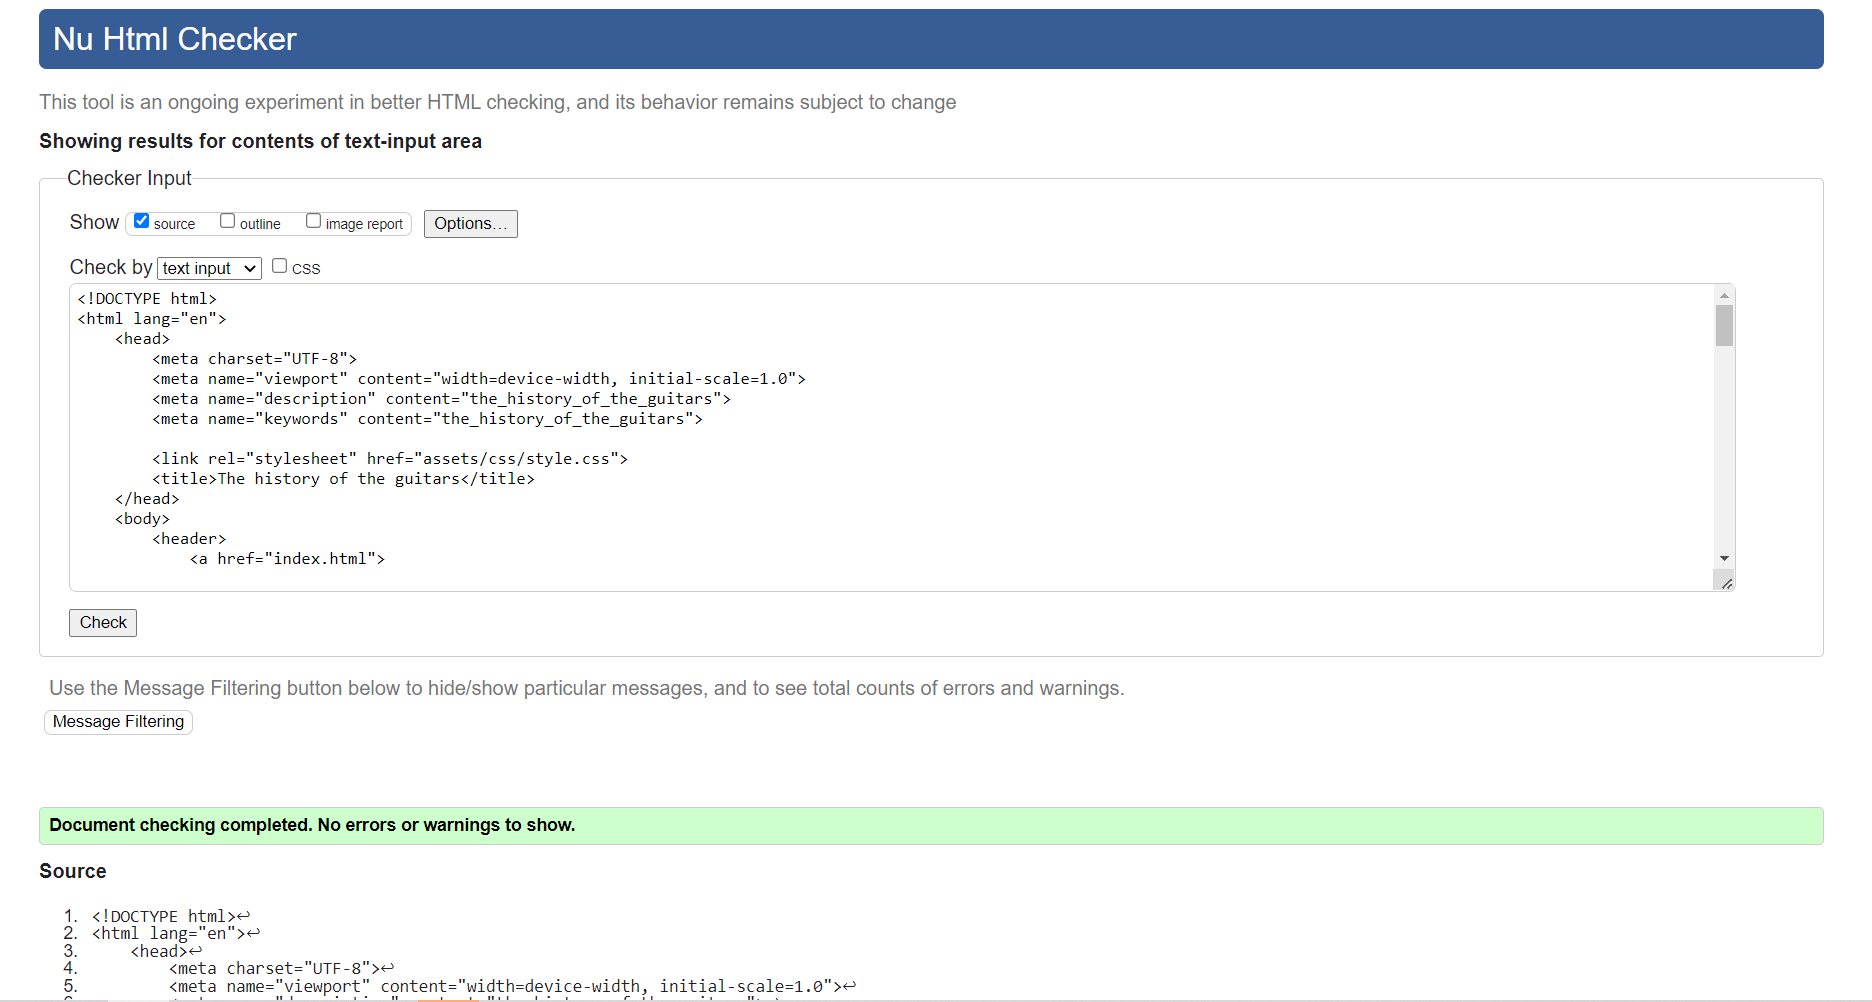 Nu Html Checker
This tool is an ongoing experiment in better HTML checking, and its behavior remains subject to change
Showing results for contents of text-input area
Checker Input
Show source outline image report Options...
Check by text input CSS
<!DOCTYPE html>
<html lang="en">
    <head>
        <meta charset="UTF-8">
        <meta name="viewport" content="width=device-width, initial-scale=1.0">
        <meta name="description" content="the_history_of_the_guitars">
        <meta name="keywords" content="the_history_of_the_guitars">
        <link rel="stylesheet" href="assets/css/style.css">
        <title>The history of the guitars</title>
    </head>
    <body>
        <header>
            <a href="index.html">
Check
Use the Message Filtering button below to hide/show particular messages, and to see total counts of errors and warnings.
Message Filtering
Document checking completed. No errors or warnings to show.
Source
1. <!DOCTYPE html>↩
2. <html lang="en">↩
3.     <head>↩
4.         <meta charset="UTF-8">↩
5.         <meta name="viewport" content="width=device-width, initial-scale=1.0">↩